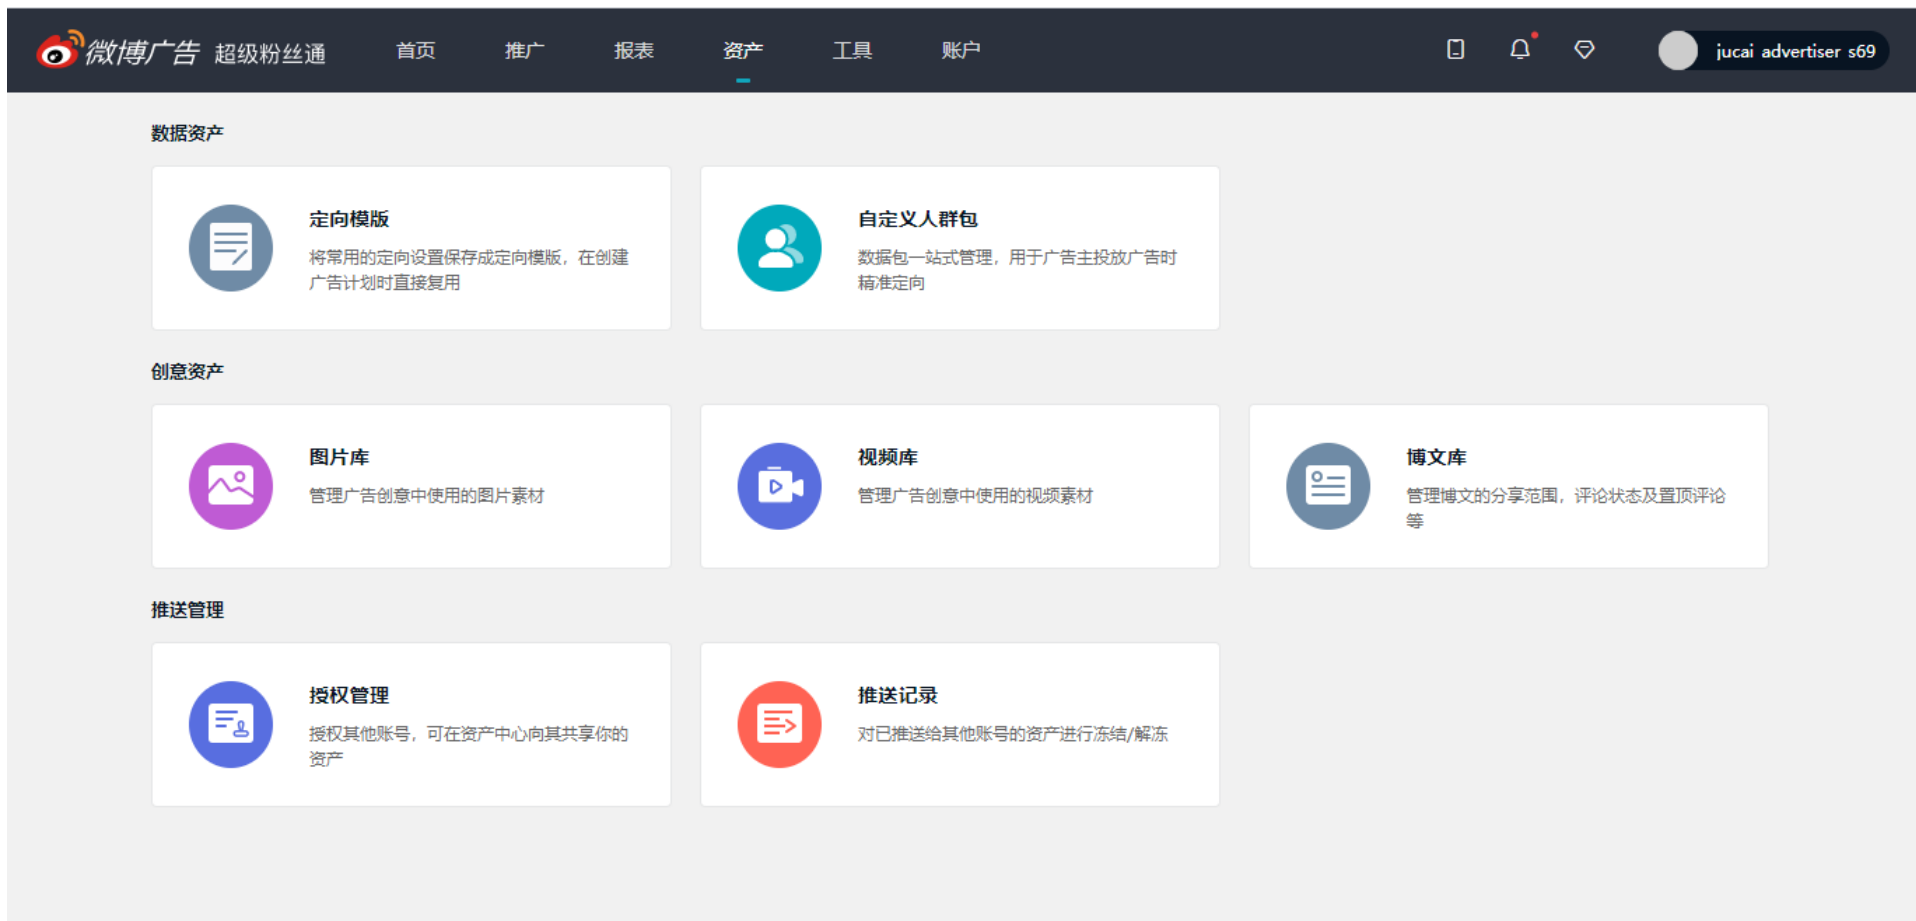 微博广告 超级粉丝通 首页 推广 报表 资产 工具 账户 jucai advertiser s69
数据资产
定向模版
将常用的定向设置保存成定向模版，在创建
广告计划时直接复用
自定义人群包
数据包一站式管理，用于广告主投放广告时
精准定向
创意资产
图片库
管理广告创意中使用的图片素材
视频库
管理广告创意中使用的视频素材
博文库
管理博文的分享范围，评论状态及置顶评论
等
推送管理
授权管理
授权其他账号，可在资产中心向其共享你的
资产
推送记录
对已推送给其他账号的资产进行冻结/解冻